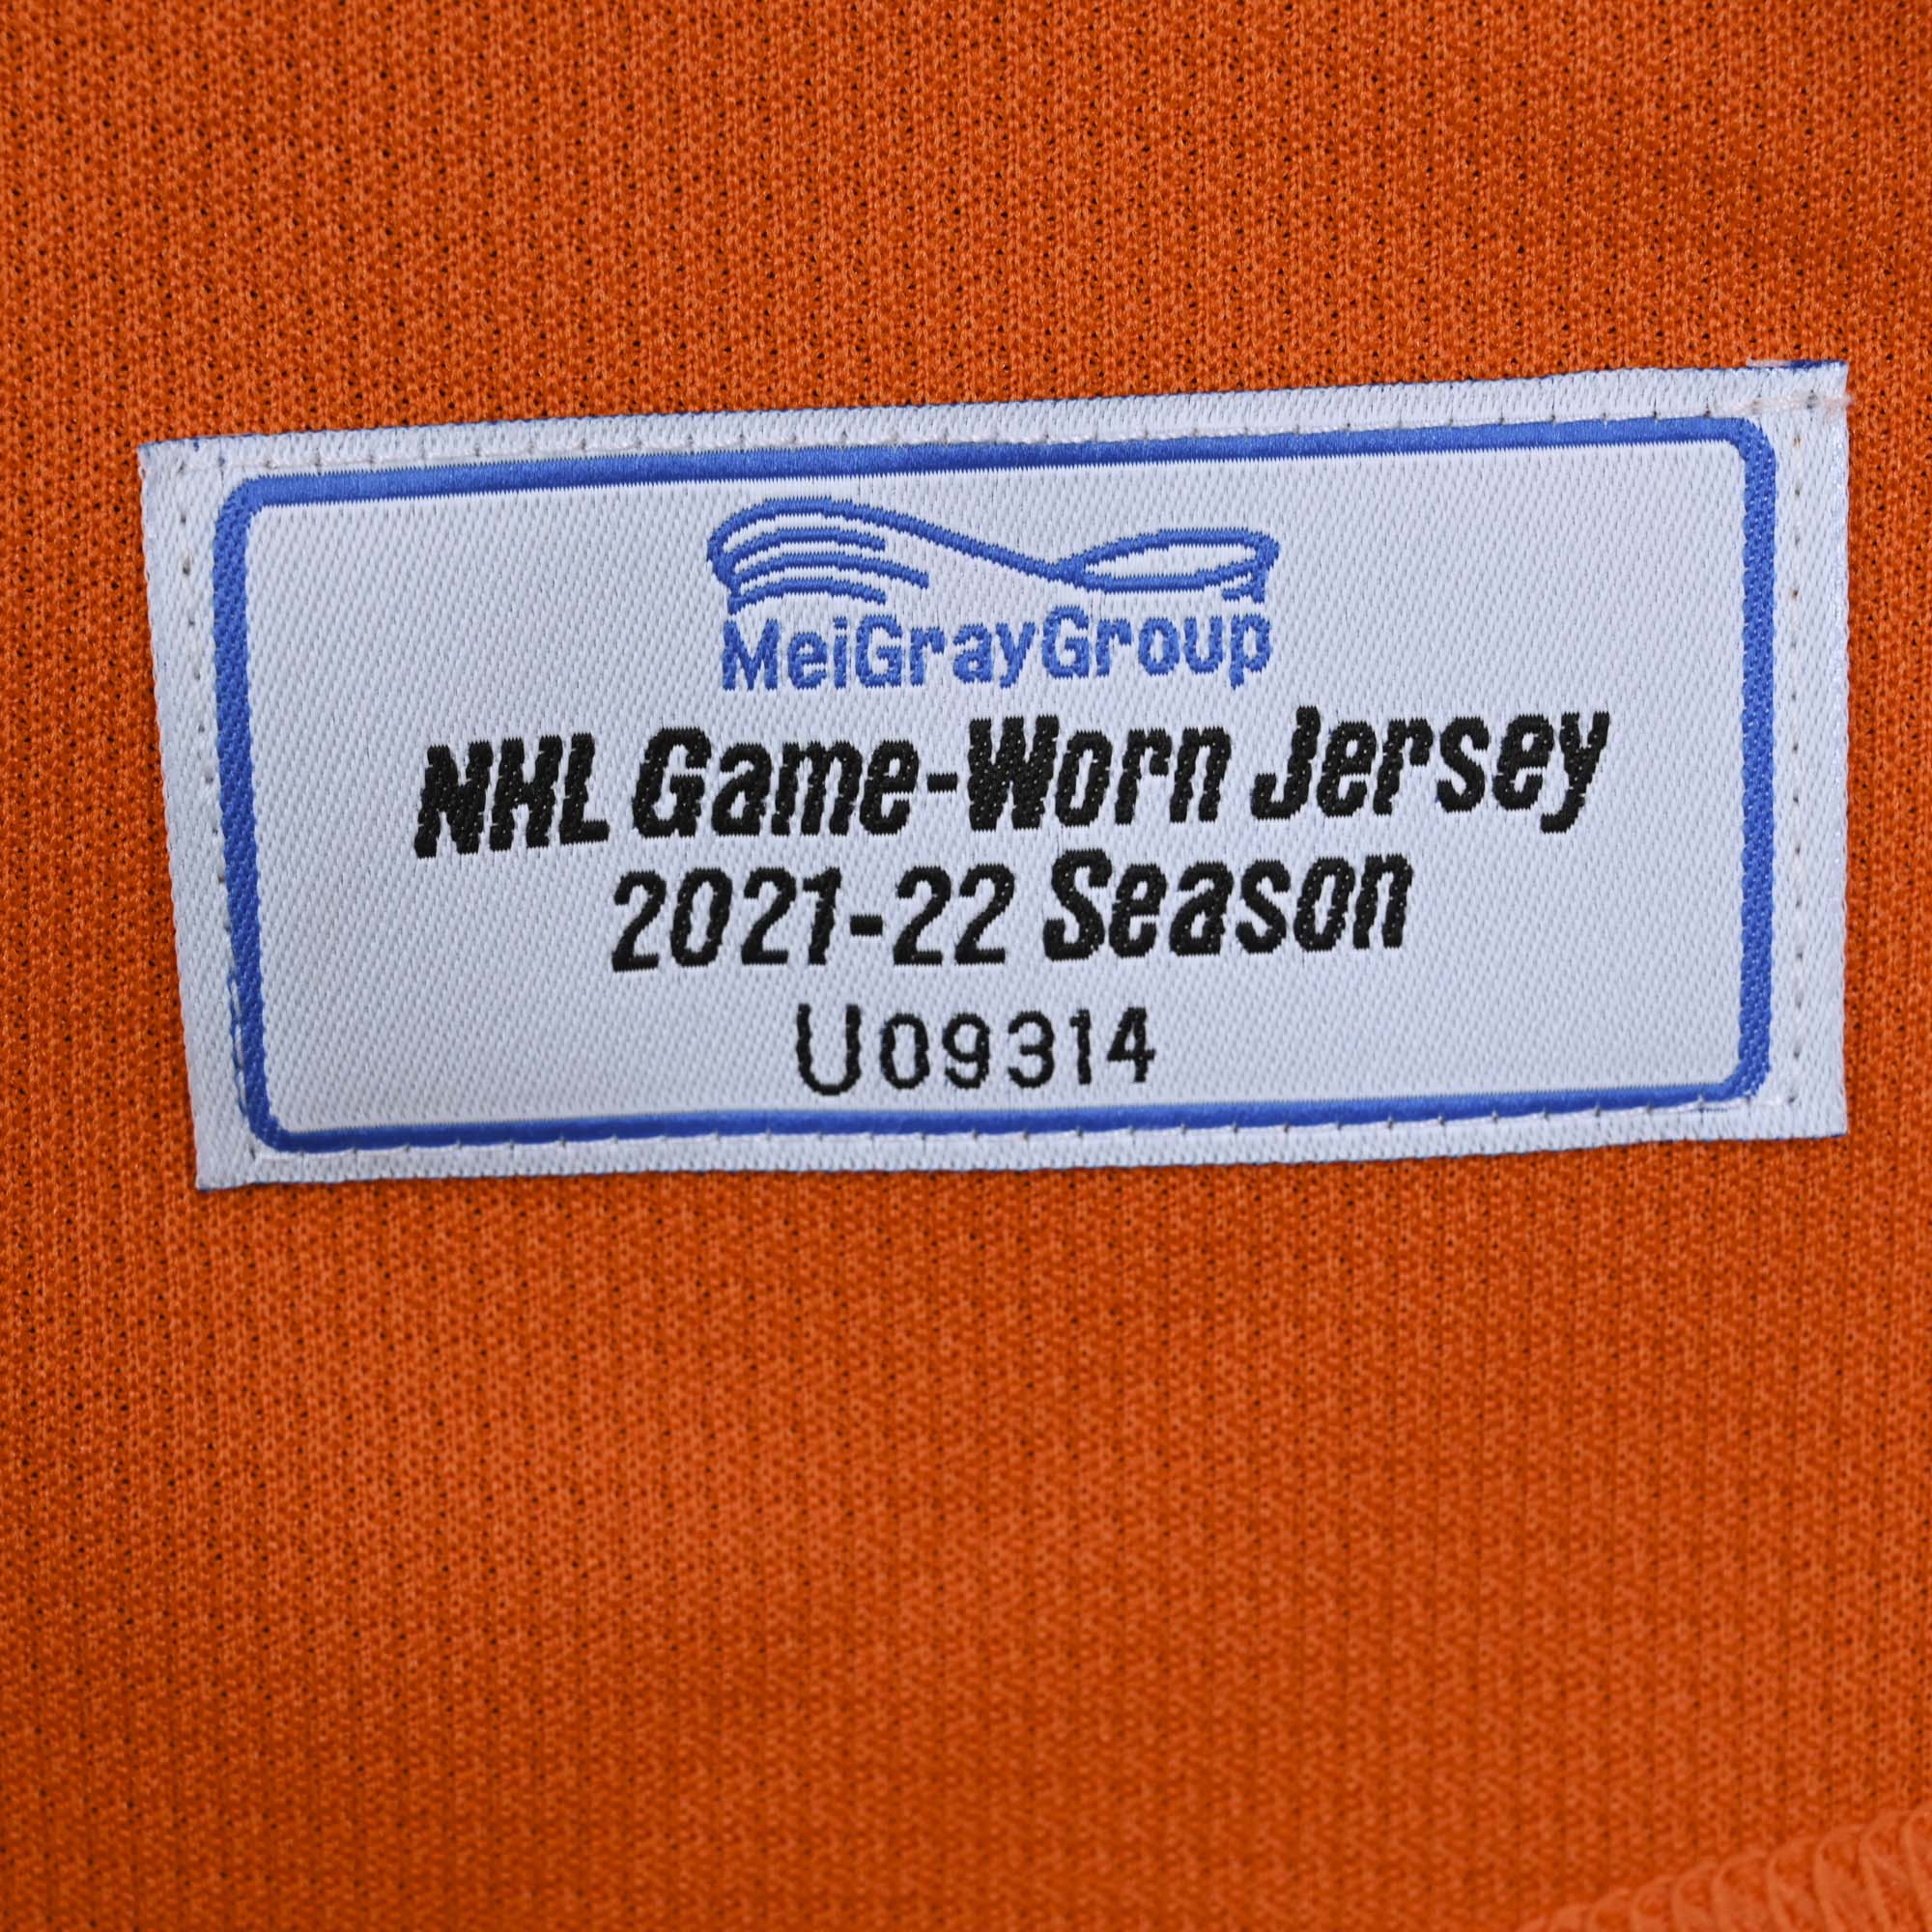 MeiGrayGroup
NHL Game-Worn Jersey
2021-22 Season
U09314